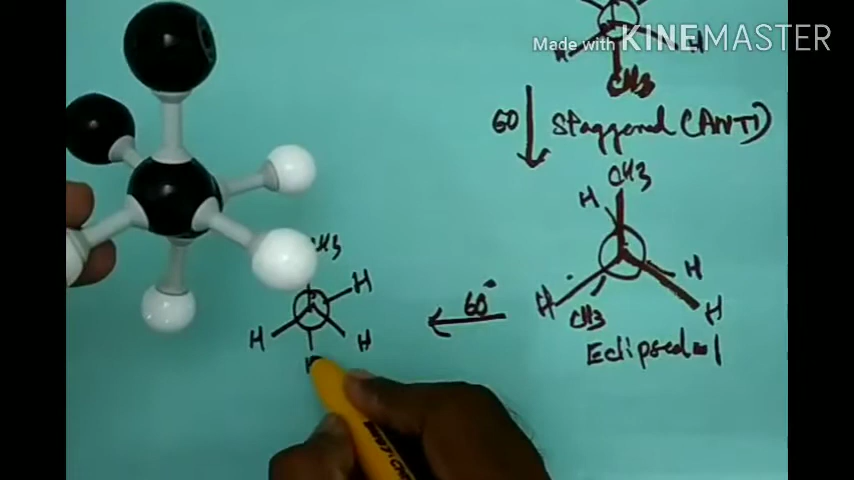 Made with KINEMASTER
H H
CH3
60 Staggered (ANTI)
CH3
H
H
H CH3 H
Eclipsed
60°
CH3
H
H H